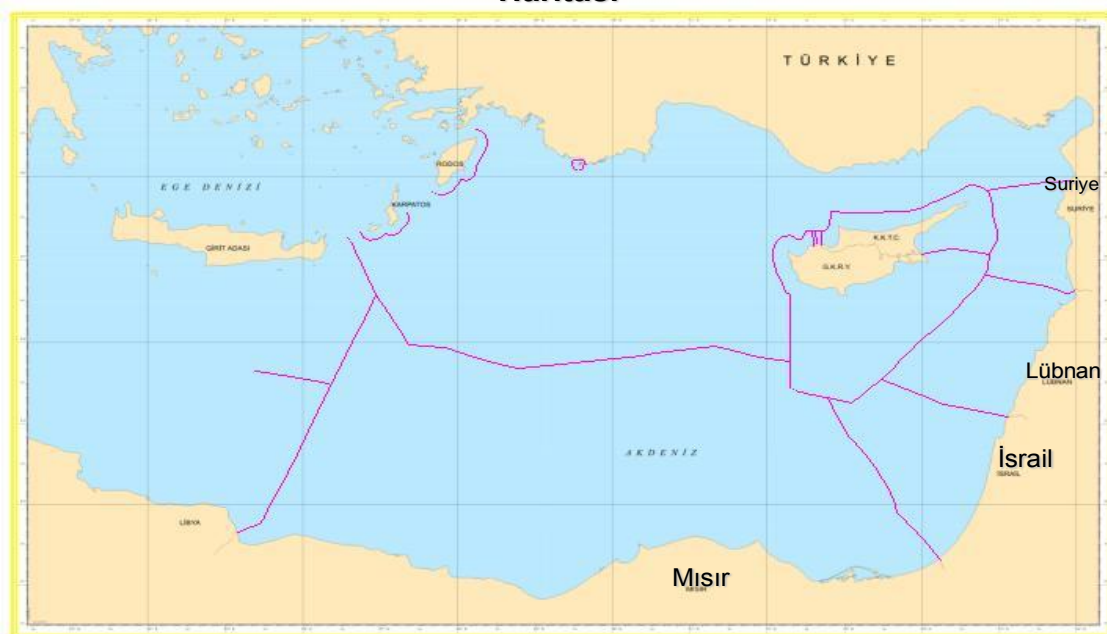 Haritası
TÜRKİYE
RODOS
EGE DENİZİ
KARPATOS
Suriye
SURİYE
GİRİT ADASI
K.K.T.C.
G.K.R.Y.
Lübnan
LÜBNAN
AKDENİZ
İsrail
İSRAİL
LİBYA
Mısır
MISIR